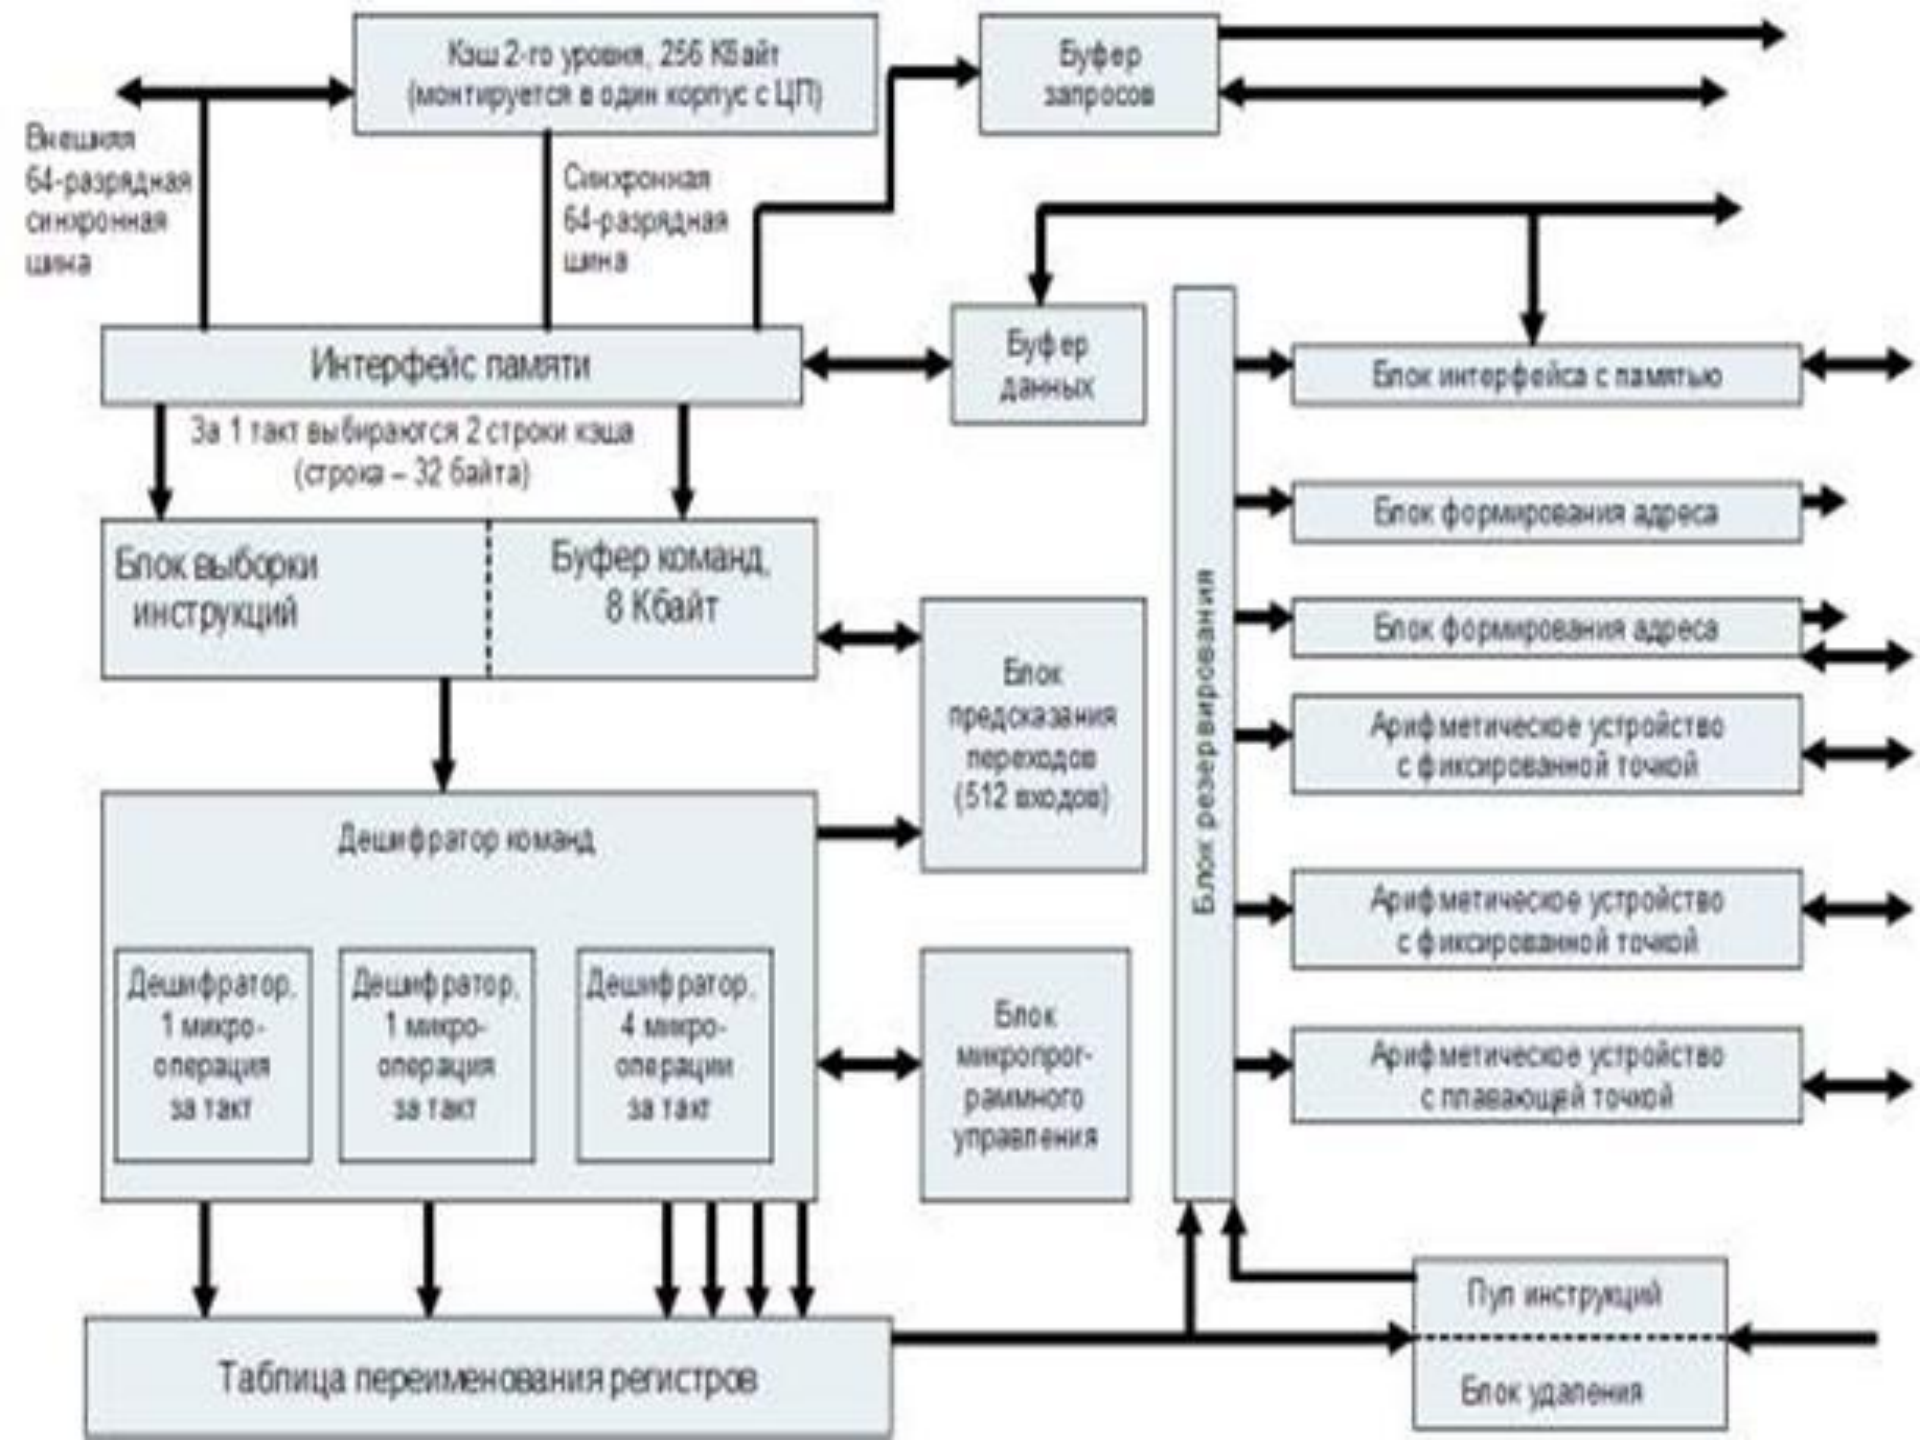 Кэш 2-го уровня, 256 Кбайт
(монтируется в один корпус с ЦП)
Буфер
запросов
Внешняя
64-разрядная
синхронная
шина
Синхронная
64-разрядная
шина
Интерфейс памяти
Буфер
данных
Блок интерфейса с памятью
За 1 такт выбираются 2 строки кэша
(строка – 32 байта)
Блок выборки
инструкций
Буфер команд,
8 Кбайт
Блок формирования адреса
Блок формирования адреса
Блок
предсказания
переходов
(512 входов)
Блок резервирования
Арифметическое устройство
с фиксированной точкой
Дешифратор команд
Арифметическое устройство
с фиксированной точкой
Дешифратор,
1 микро-
операция
за такт
Дешифратор,
1 микро-
операция
за такт
Дешифратор,
4 микро-
операции
за такт
Блок
микропрог-
раммного
управления
Арифметическое устройство
с плавающей точкой
Пул инструкций
Блок удаления
Таблица переименования регистров